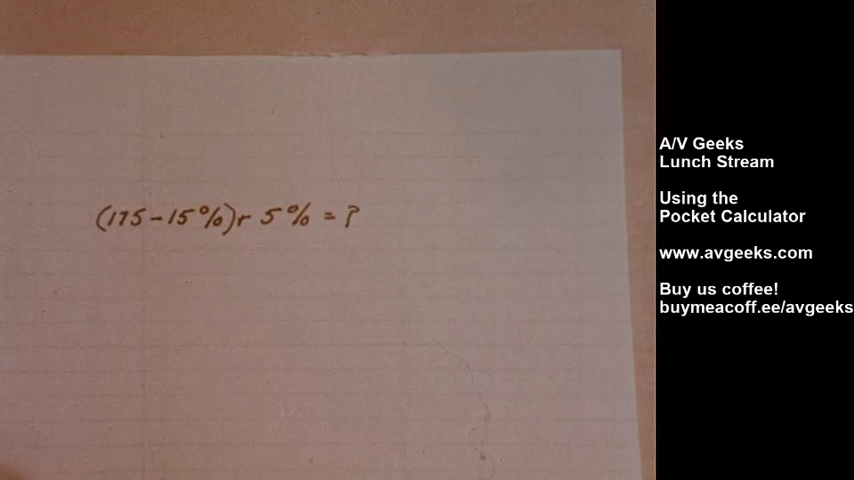 (175-15%)+ 5% = ?
A/V Geeks
Lunch Stream
Using the
Pocket Calculator
www.avgeeks.com
Buy us coffee!
buymeacoff.ee/avgeeks